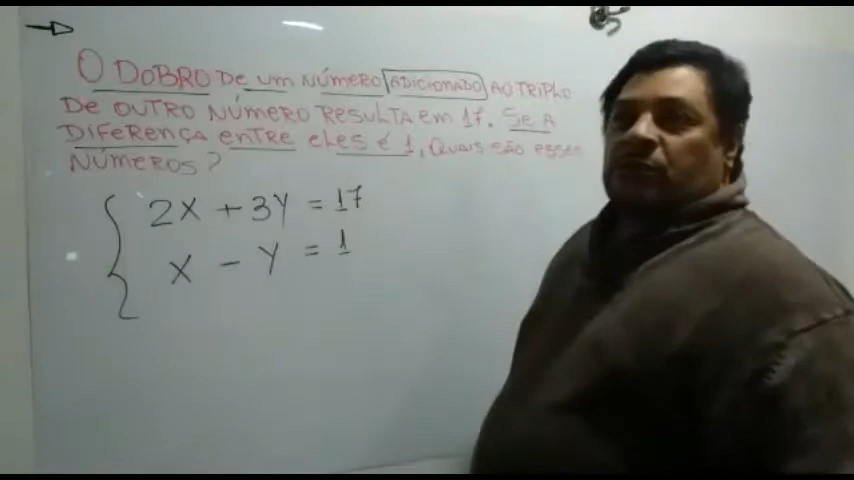 O DOBRO DE UM NÚMERO ADICIONADO AO TRIPLO
DE OUTRO NÚMERO RESULTA EM 17. SE A
DIFERENÇA ENTRE ELES É 1, QUAIS SÃO ESSES
NÚMEROS?
2X + 3Y = 17
X - Y = 1